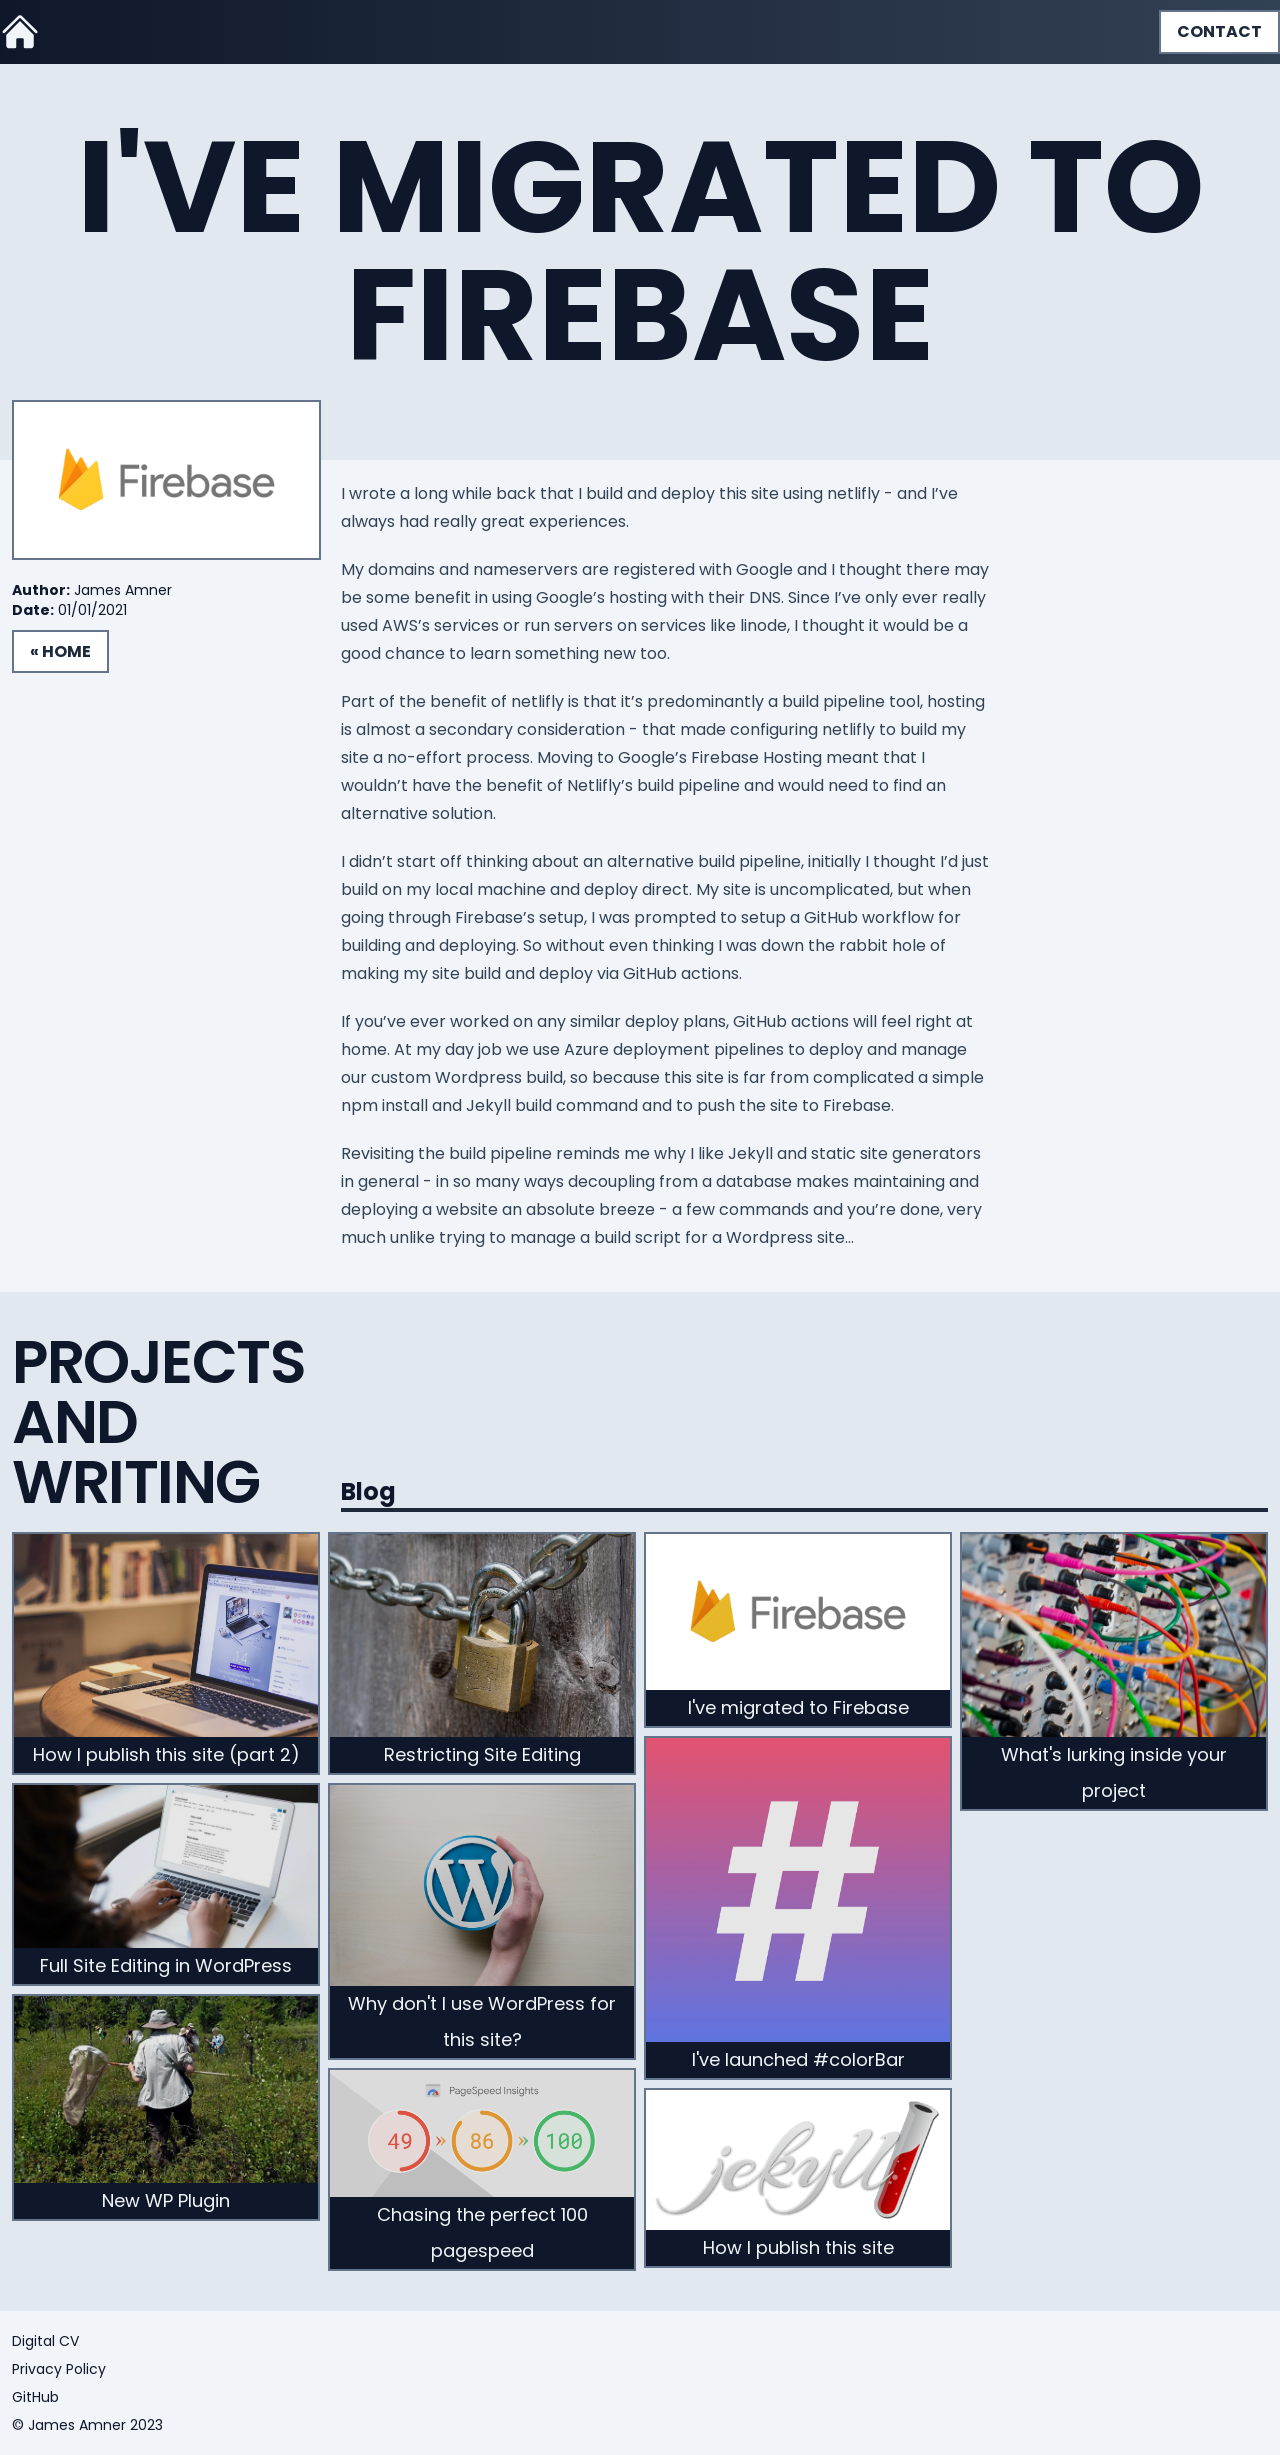 CONTACT
I'VE MIGRATED TO
FIREBASE
Firebase
Author: James Amner
Date: 01/01/2021
« HOME
I wrote a long while back that I build and deploy this site using netlifly - and I’ve
always had really great experiences.
My domains and nameservers are registered with Google and I thought there may
be some benefit in using Google’s hosting with their DNS. Since I’ve only ever really
used AWS’s services or run servers on services like linode, I thought it would be a
good chance to learn something new too.
Part of the benefit of netlifly is that it’s predominantly a build pipeline tool, hosting
is almost a secondary consideration - that made configuring netlifly to build my
site a no-effort process. Moving to Google’s Firebase Hosting meant that I
wouldn’t have the benefit of Netlifly’s build pipeline and would need to find an
alternative solution.
I didn’t start off thinking about an alternative build pipeline, initially I thought I’d just
build on my local machine and deploy direct. My site is uncomplicated, but when
going through Firebase’s setup, I was prompted to setup a GitHub workflow for
building and deploying. So without even thinking I was down the rabbit hole of
making my site build and deploy via GitHub actions.
If you’ve ever worked on any similar deploy plans, GitHub actions will feel right at
home. At my day job we use Azure deployment pipelines to deploy and manage
our custom Wordpress build, so because this site is far from complicated a simple
npm install and Jekyll build command and to push the site to Firebase.
Revisiting the build pipeline reminds me why I like Jekyll and static site generators
in general - in so many ways decoupling from a database makes maintaining and
deploying a website an absolute breeze - a few commands and you’re done, very
much unlike trying to manage a build script for a Wordpress site…
PROJECTS
AND
WRITING
Blog
How I publish this site (part 2)
Full Site Editing in WordPress
New WP Plugin
Restricting Site Editing
W
Why don't I use WordPress for
this site?
PageSpeed Insights
49 » 86 » 100
Chasing the perfect 100
pagespeed
Firebase
I've migrated to Firebase
#
I've launched #colorBar
jekyll
How I publish this site
What's lurking inside your
project
Digital CV
Privacy Policy
GitHub
© James Amner 2023